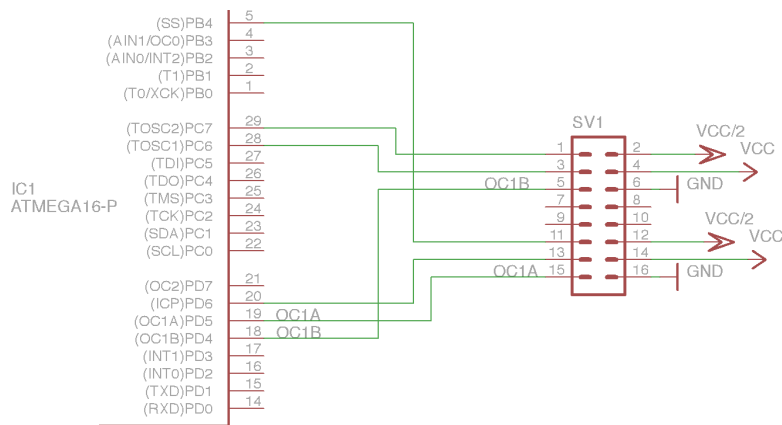 (SS)PB4 5
(AIN1/OC0)PB3 4
(AIN0/INT2)PB2 3
(T1)PB1 2
(T0/XCK)PB0 1
(TOSC2)PC7 29
(TOSC1)PC6 28
(TDI)PC5 27
(TDO)PC4 26
(TMS)PC3 25
(TCK)PC2 24
(SDA)PC1 23
(SCL)PC0 22
(OC2)PD7 21
(ICP)PD6 20
(OC1A)PD5 19 OC1A
(OC1B)PD4 18 OC1B
(INT1)PD3 17
(INT0)PD2 16
(TXD)PD1 15
(RXD)PD0 14
IC1
ATMEGA16-P
SV1
1 2 VCC/2
3 4 VCC
OC1B 5 6 GND
7 8
9 10
11 12 VCC/2
13 14 VCC
OC1A 15 16 GND